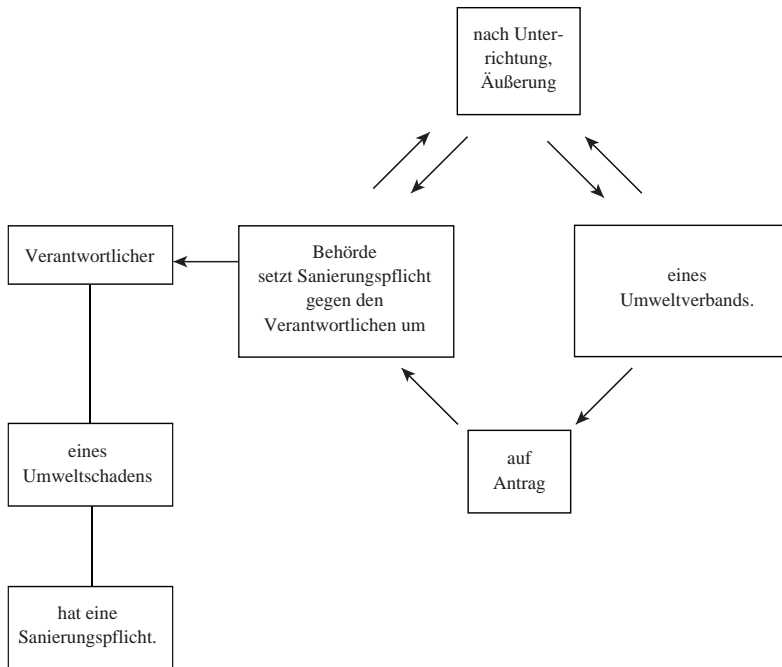 nach Unter-
richtung,
Äußerung
Verantwortlicher
Behörde
setzt Sanierungspflicht
gegen den
Verantwortlichen um
eines
Umweltverbands.
eines
Umweltschadens
auf
Antrag
hat eine
Sanierungspflicht.